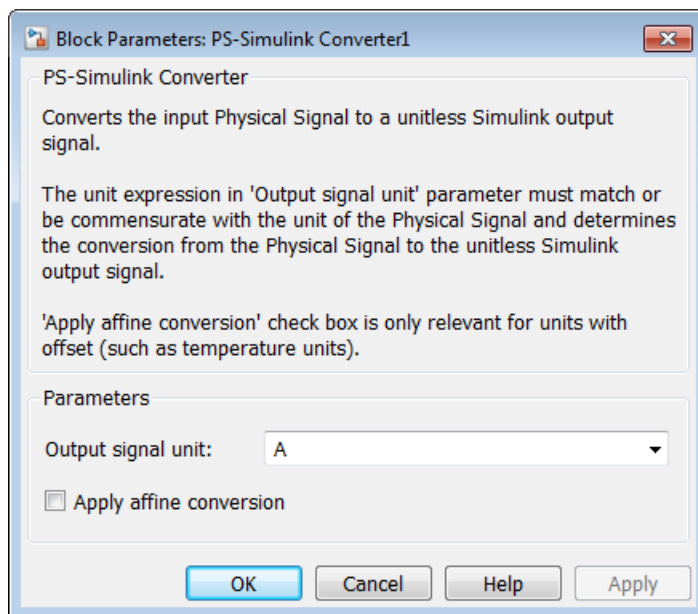 Block Parameters: PS-Simulink Converter1
PS-Simulink Converter
Converts the input Physical Signal to a unitless Simulink output
signal.
The unit expression in 'Output signal unit' parameter must match or
be commensurate with the unit of the Physical Signal and determines
the conversion from the Physical Signal to the unitless Simulink
output signal.
'Apply affine conversion' check box is only relevant for units with
offset (such as temperature units).
Parameters
Output signal unit: A
Apply affine conversion
OK Cancel Help Apply